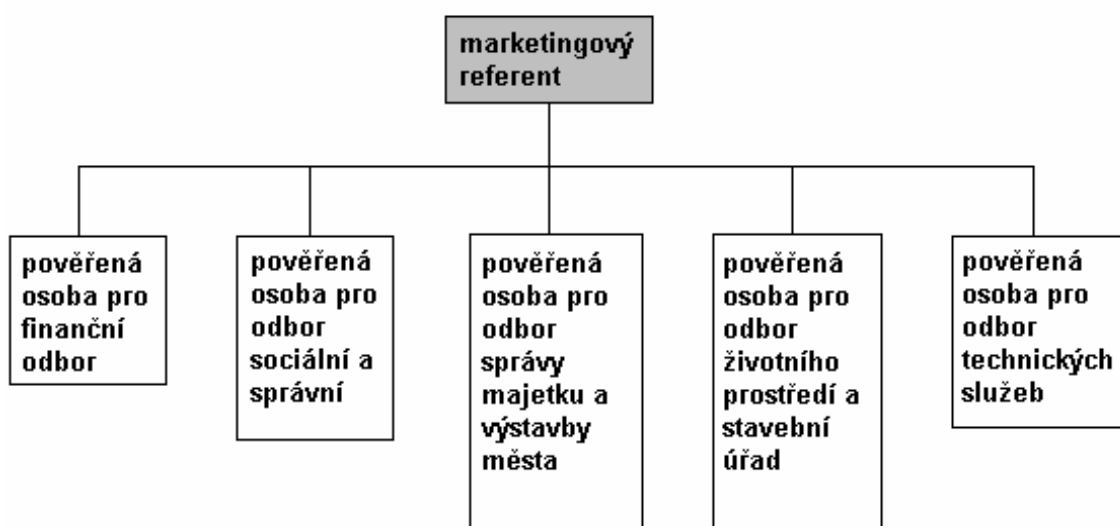 marketingový
referent
pověřená
osoba pro
finanční
odbor
pověřená
osoba pro
odbor
sociální a
správní
pověřená
osoba pro
odbor
správy
majetku a
výstavby
města
pověřená
osoba pro
odbor
životního
prostředí a
stavební
úřad
pověřená
osoba pro
odbor
technických
služeb